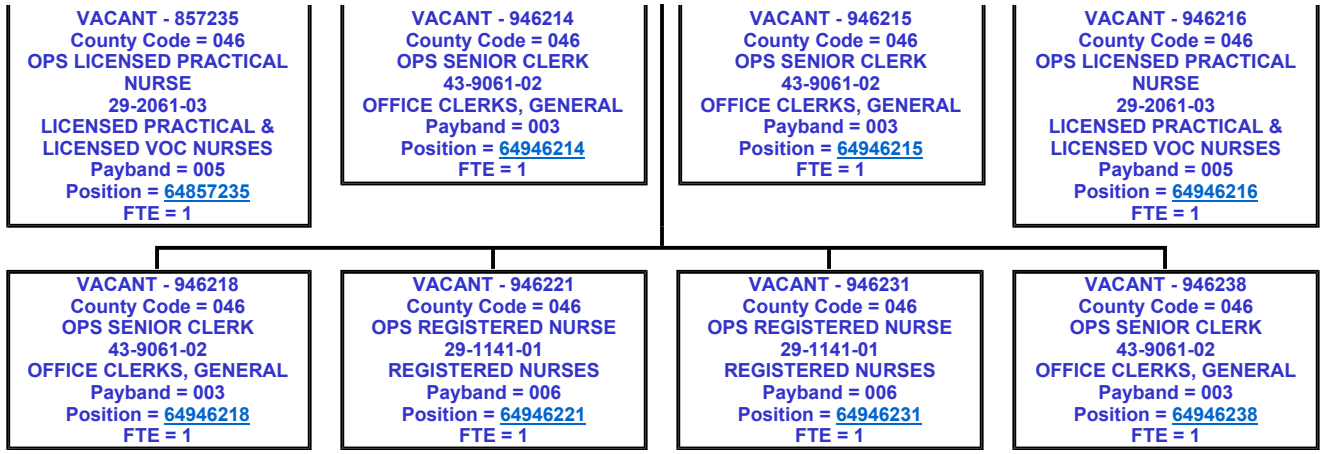 VACANT - 857235
County Code = 046
OPS LICENSED PRACTICAL
NURSE
29-2061-03
LICENSED PRACTICAL &
LICENSED VOC NURSES
Payband = 005
Position = 64857235
FTE = 1
VACANT - 946214
County Code = 046
OPS SENIOR CLERK
43-9061-02
OFFICE CLERKS, GENERAL
Payband = 003
Position = 64946214
FTE = 1
VACANT - 946215
County Code = 046
OPS SENIOR CLERK
43-9061-02
OFFICE CLERKS, GENERAL
Payband = 003
Position = 64946215
FTE = 1
VACANT - 946216
County Code = 046
OPS LICENSED PRACTICAL
NURSE
29-2061-03
LICENSED PRACTICAL &
LICENSED VOC NURSES
Payband = 005
Position = 64946216
FTE = 1
VACANT - 946218
County Code = 046
OPS SENIOR CLERK
43-9061-02
OFFICE CLERKS, GENERAL
Payband = 003
Position = 64946218
FTE = 1
VACANT - 946221
County Code = 046
OPS REGISTERED NURSE
29-1141-01
REGISTERED NURSES
Payband = 006
Position = 64946221
FTE = 1
VACANT - 946231
County Code = 046
OPS REGISTERED NURSE
29-1141-01
REGISTERED NURSES
Payband = 006
Position = 64946231
FTE = 1
VACANT - 946238
County Code = 046
OPS SENIOR CLERK
43-9061-02
OFFICE CLERKS, GENERAL
Payband = 003
Position = 64946238
FTE = 1